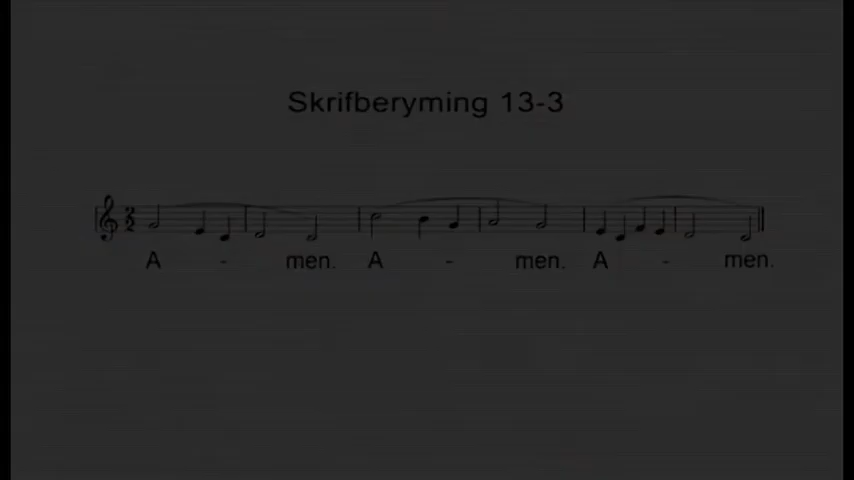 Skrifberyming 13-3
A - men. A - men. A - men.